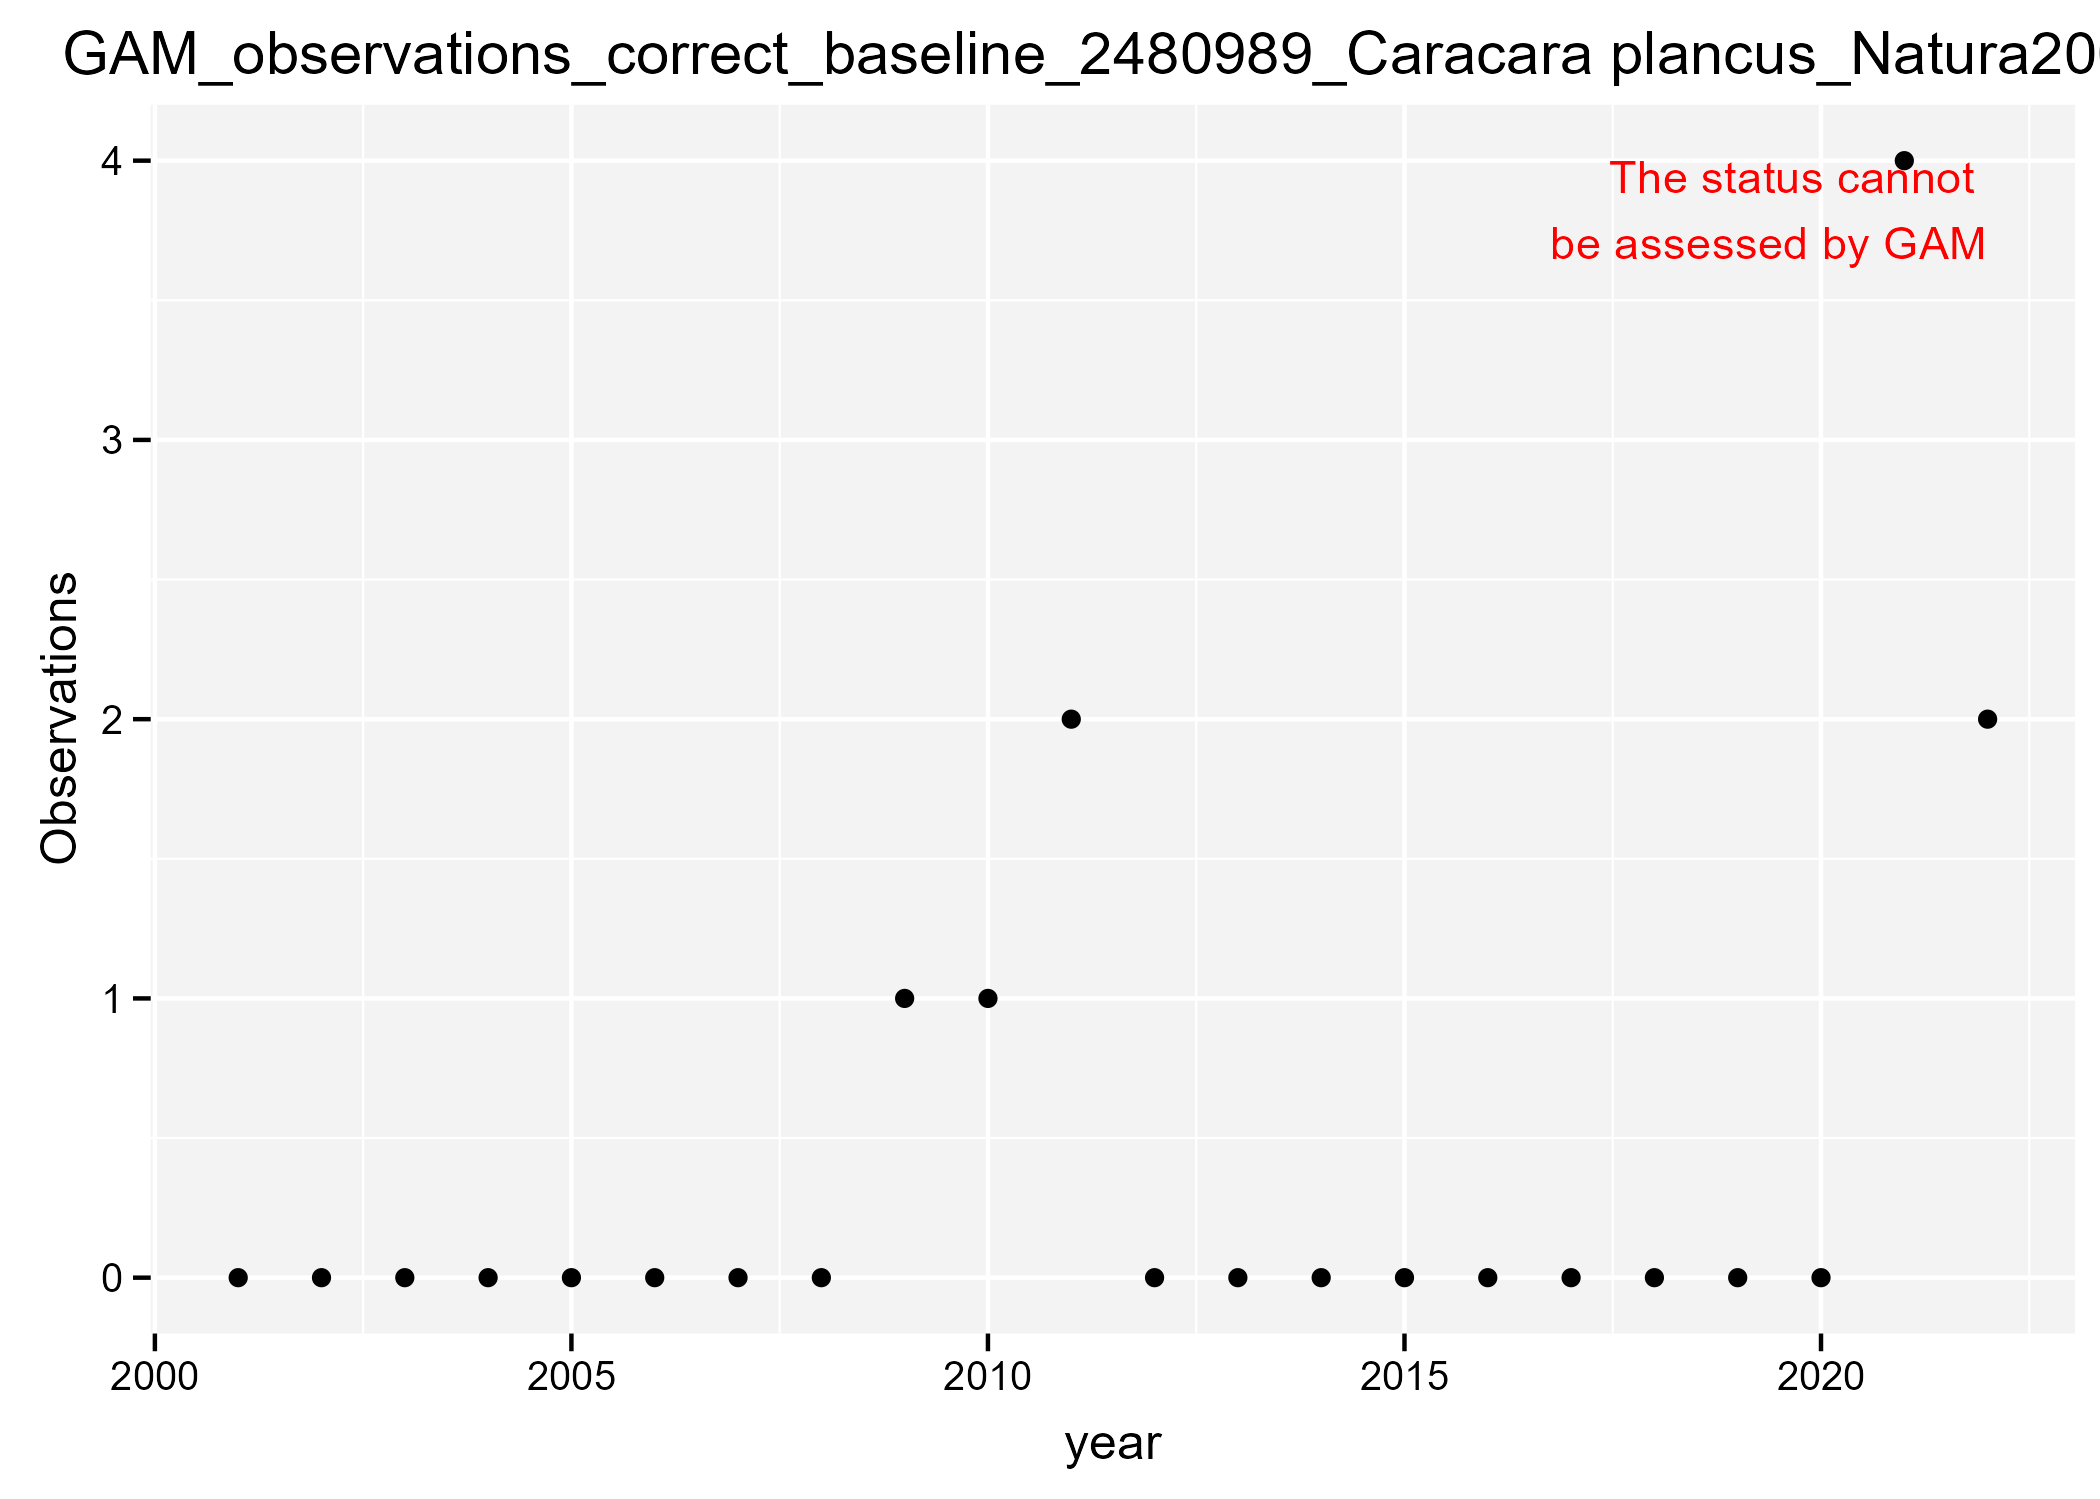 GAM_observations_correct_baseline_2480989_Caracara plancus_Natura20
4
The status cannot
be assessed by GAM
3
Observations
2
1
0
2000 2005 2010 2015 2020
year